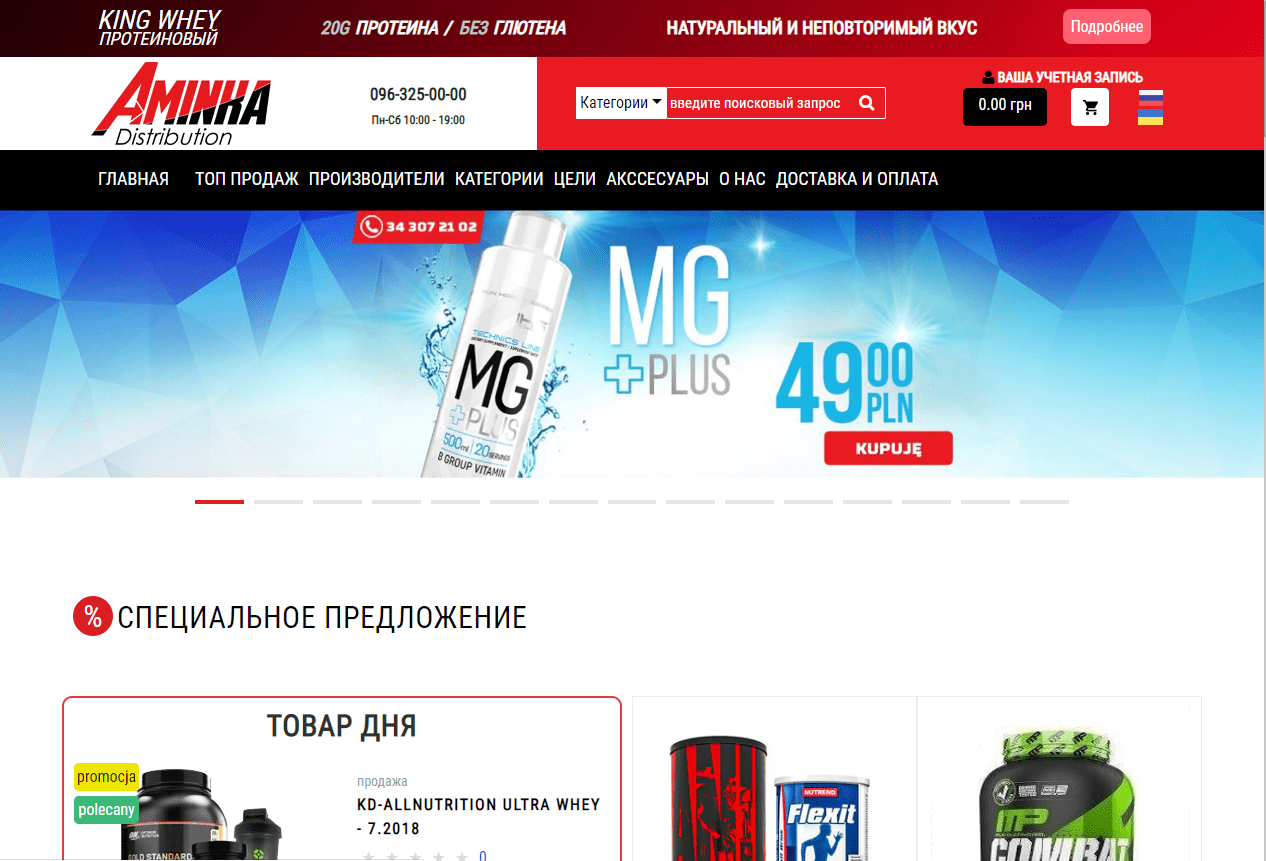 KING WHEY
ПРОТЕИНОВЫЙ
20G ПРОТЕИНА / БЕЗ ГЛЮТЕНА
НАТУРАЛЬНЫЙ И НЕПОВТОРИМЫЙ ВКУС
Подробнее
AMINKA
Distribution
096-325-00-00
Пн-Сб 10:00 - 19:00
Категории
введите поисковый запрос
ВАША УЧЕТНАЯ ЗАПИСЬ
0.00 грн
ГЛАВНАЯ ТОП ПРОДАЖ ПРОИЗВОДИТЕЛИ КАТЕГОРИИ ЦЕЛИ АКССЕСУАРЫ О НАС ДОСТАВКА И ОПЛАТА
34 307 21 02
TECHNICS LINE
MG
+PLUS
500ml | 20 SERVINGS
B GROUP VITAMIN
MG
+PLUS
4900
PLN
KUPUJĘ
% СПЕЦИАЛЬНОЕ ПРЕДЛОЖЕНИЕ
ТОВАР ДНЯ
promocja
polecany
GOLD STANDARD
продажа
KD-ALLNUTRITION ULTRA WHEY
- 7.2018
0
NUTREND
Flexit
MP
COMBAT